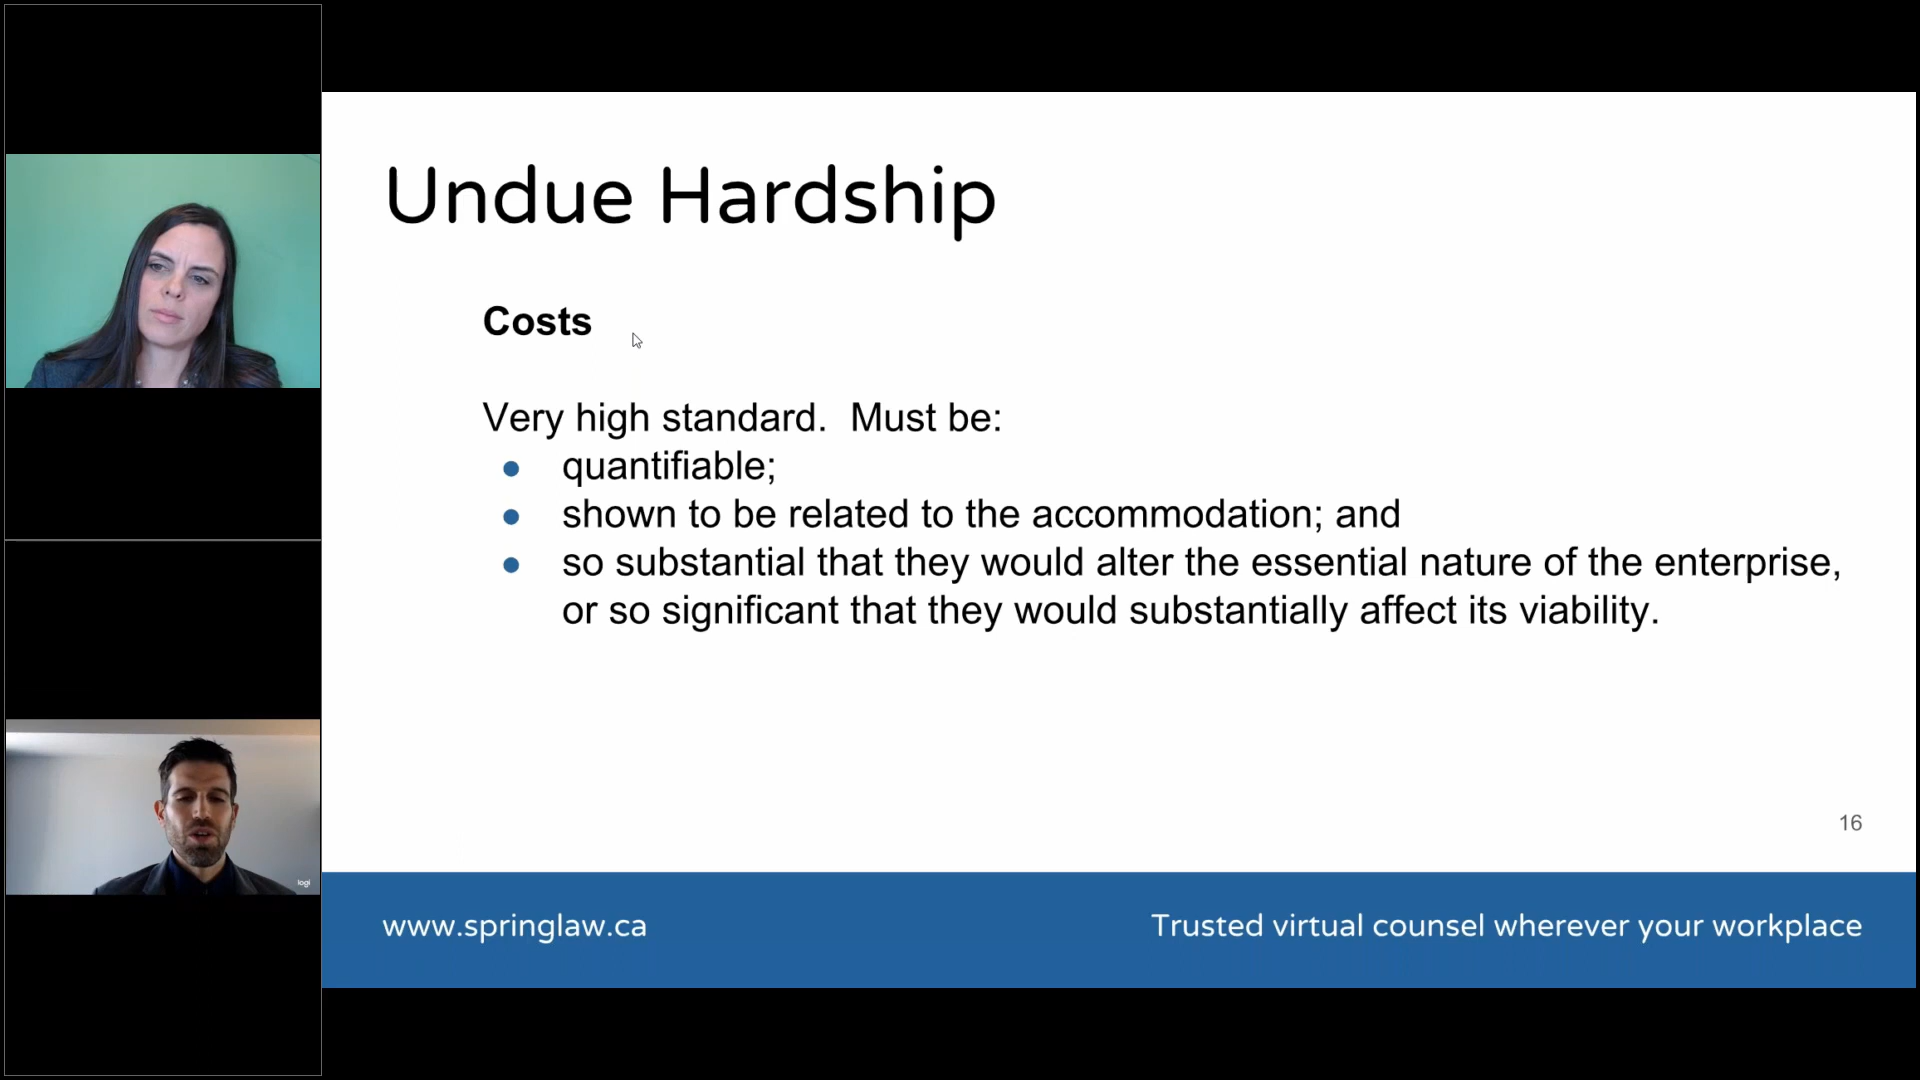 Undue Hardship
Costs
Very high standard.  Must be:
● quantifiable;
● shown to be related to the accommodation; and
● so substantial that they would alter the essential nature of the enterprise,
or so significant that they would substantially affect its viability.
16
logi
www.springlaw.ca
Trusted virtual counsel wherever your workplace